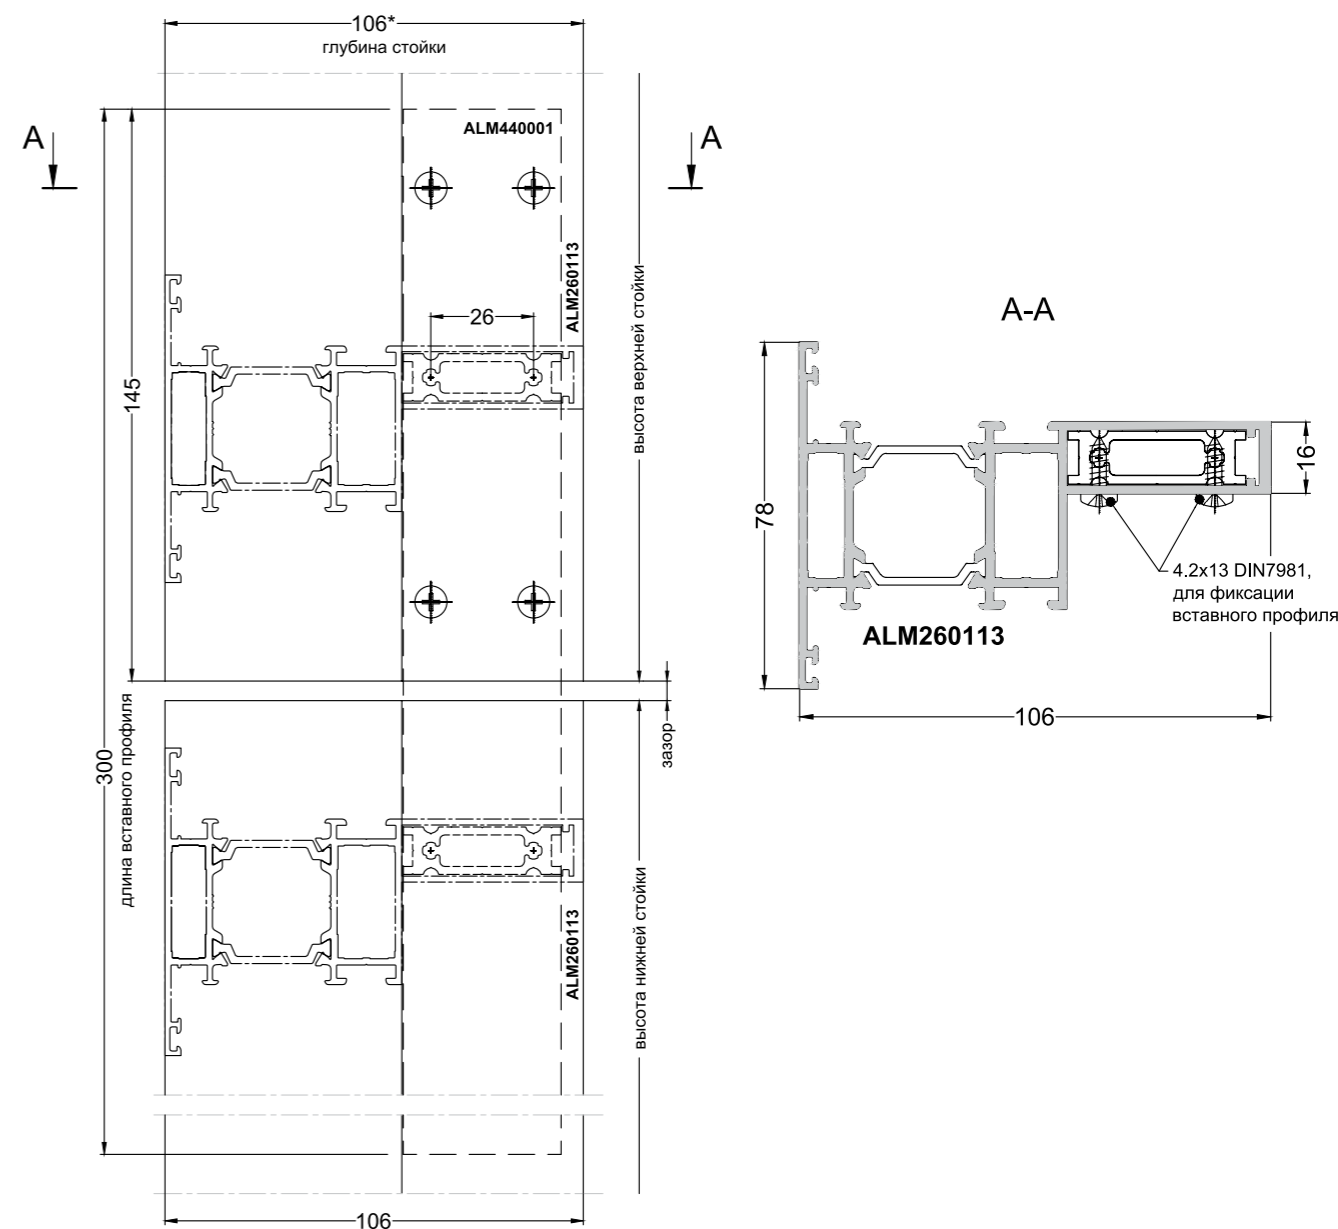 106*
глубина стойки
A
ALM440001
A
ALM260113
26
145
высота верхней стойки
300
длина вставного профиля
зазор
ALM260113
высота нижней стойки
106
A-A
78
16
4.2x13 DIN7981,
для фиксации
вставного профиля
ALM260113
106